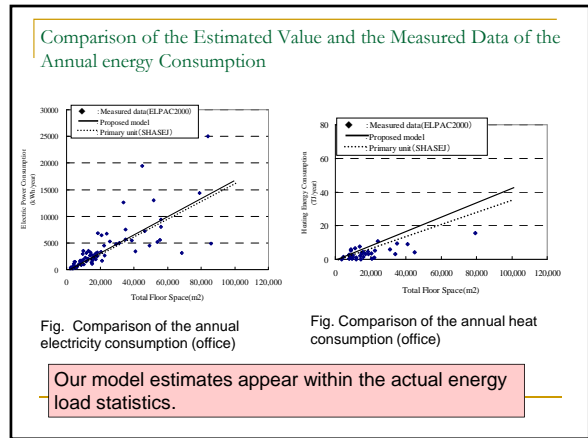 Comparison of the Estimated Value and the Measured Data of the
Annual energy Consumption
30000
25000
20000
15000
10000
5000
0
Electric Power Consumption
(kWh/year)
: Measured data(ELPAC2000)
: Proposed model
: Primary unit(SHASEJ)
0 20,000 40,000 60,000 80,000 100,000 120,000
Total Floor Space(m2)
Fig. Comparison of the annual
electricity consumption (office)
80
60
40
20
0
Heating Energy Consumption
(TJ/year)
: Measured data(ELPAC2000)
: Proposed model
: Primary unit(SHASEJ)
0 20,000 40,000 60,000 80,000 100,000 120,000
Total Floor Space(m2)
Fig. Comparison of the annual heat
consumption (office)
Our model estimates appear within the actual energy
load statistics.